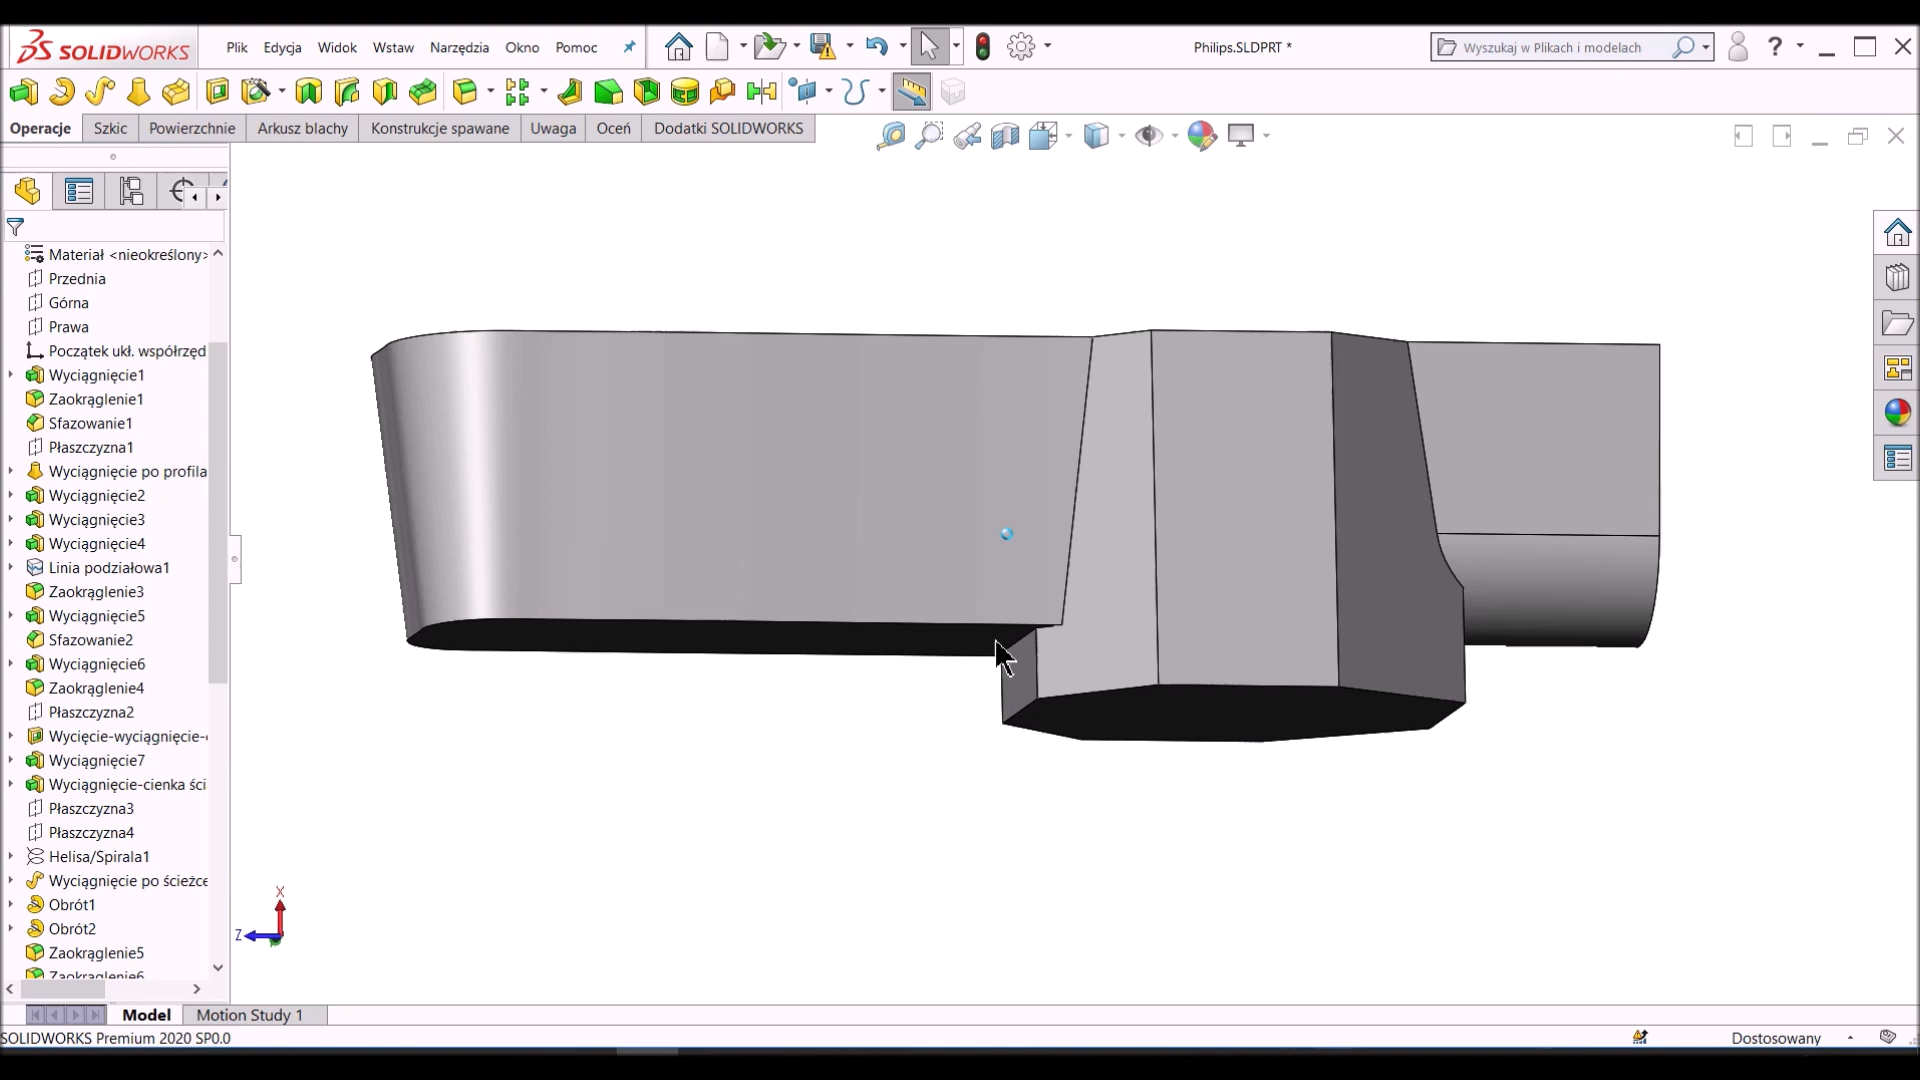 SOLIDWORKS
Plik Edycja Widok Wstaw Narzędzia Okno Pomoc
Philips.SLDPRT *
Wyszukaj w Plikach i modelach
?
Operacje Szkic Powierzchnie Arkusz blachy Konstrukcje spawane Uwaga Oceń Dodatki SOLIDWORKS
Materiał <nieokreślony>
Przednia
Górna
Prawa
Początek ukł. współrzęd
Wyciągnięcie1
Zaokrąglenie1
Sfazowanie1
Płaszczyzna1
Wyciągnięcie po profila
Wyciągnięcie2
Wyciągnięcie3
Wyciągnięcie4
Linia podziałowa1
Zaokrąglenie3
Wyciągnięcie5
Sfazowanie2
Wyciągnięcie6
Zaokrąglenie4
Płaszczyzna2
Wycięcie-wyciągnięcie-
Wyciągnięcie7
Wyciągnięcie-cienka ści
Płaszczyzna3
Płaszczyzna4
Helisa/Spirala1
Wyciągnięcie po ścieżce
Obrót1
Obrót2
Zaokrąglenie5
Zaokrąglenie6
X
Z
Model Motion Study 1
SOLIDWORKS Premium 2020 SP0.0
Dostosowany